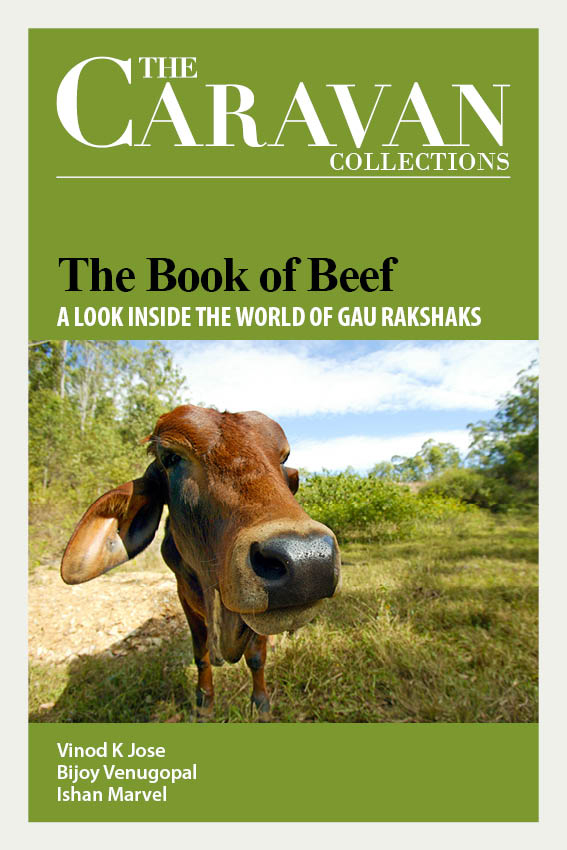 THE
CARAVAN
COLLECTIONS
The Book of Beef
A LOOK INSIDE THE WORLD OF GAU RAKSHAKS
Vinod K Jose
Bijoy Venugopal
Ishan Marvel